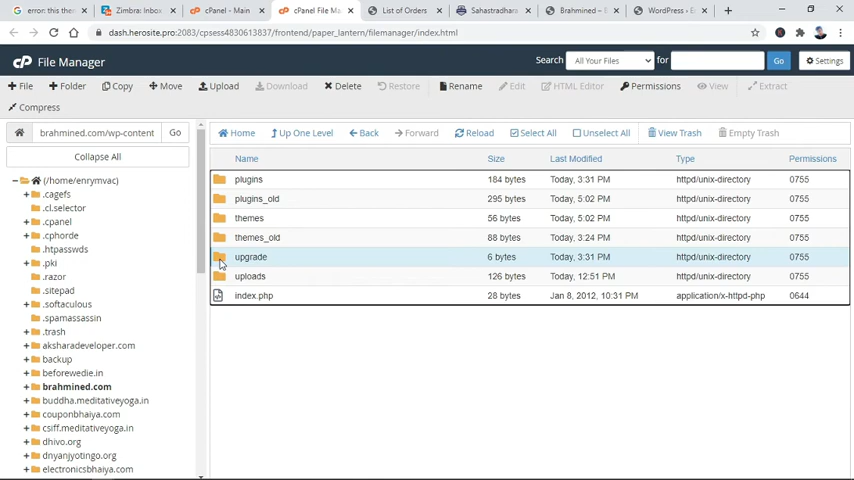 error: this them
Zimbra: Inbox
cPanel - Main
cPanel File Ma
List of Orders
Sahastradhara
Brahmined – B
WordPress › E
dash.herosite.pro:2083/cpsess4830613837/frontend/paper_lantern/filemanager/index.html
cP File Manager
Search All Your Files for Go Settings
File Folder Copy Move Upload Download Delete Restore Rename Edit HTML Editor Permissions View Extract
Compress
brahmined.com/wp-content Go
Home Up One Level Back Forward Reload Select All Unselect All View Trash Empty Trash
Collapse All
Name Size Last Modified Type Permissions
plugins 184 bytes Today, 3:31 PM httpd/unix-directory 0755
plugins_old 295 bytes Today, 5:02 PM httpd/unix-directory 0755
themes 56 bytes Today, 5:02 PM httpd/unix-directory 0755
themes_old 88 bytes Today, 3:24 PM httpd/unix-directory 0755
upgrade 6 bytes Today, 3:31 PM httpd/unix-directory 0755
uploads 126 bytes Today, 12:51 PM httpd/unix-directory 0755
index.php 28 bytes Jan 8, 2012, 10:31 PM application/x-httpd-php 0644
(/home/enrymvac)
.cagefs
.cl.selector
.cpanel
.cphorde
.htpasswds
.pki
.razor
.sitepad
.softaculous
.spamassassin
.trash
aksharadeveloper.com
backup
beforewedie.in
brahmined.com
buddha.meditativeyoga.in
couponbhaiya.com
csiff.meditativeyoga.in
dhivo.org
dnyanjyotingo.org
electronicsbhaiya.com